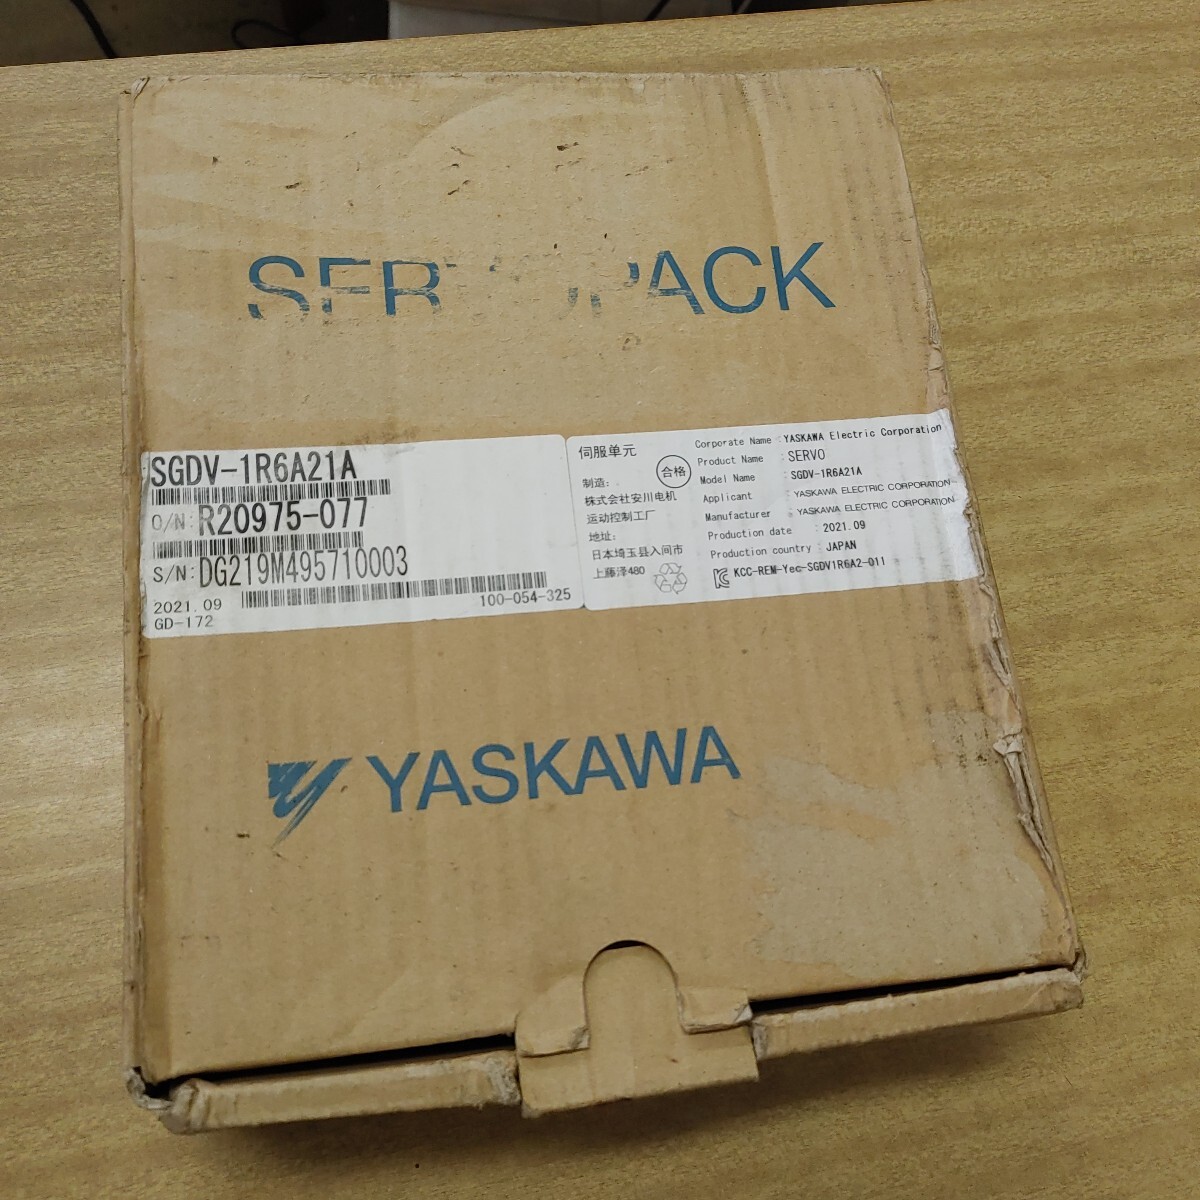 SERVOPACK
SGDV-1R6A21A
O/N: R20975-077
S/N: DG219M495710003
2021.09
100-054-325
GD-172
伺服单元
合格
制造:
株式会社安川电机
运动控制工厂
地址:
日本埼玉县入间市
上藤泽480
Corporate Name : YASKAWA Electric Corporation
Product Name : SERVO
Model Name : SGDV-1R6A21A
Applicant : YASKAWA ELECTRIC CORPORATION
Manufacturer : YASKAWA ELECTRIC CORPORATION
Production date : 2021.09
Production country : JAPAN
KCC-REM-Yec-SGDV1R6A2-011
YASKAWA